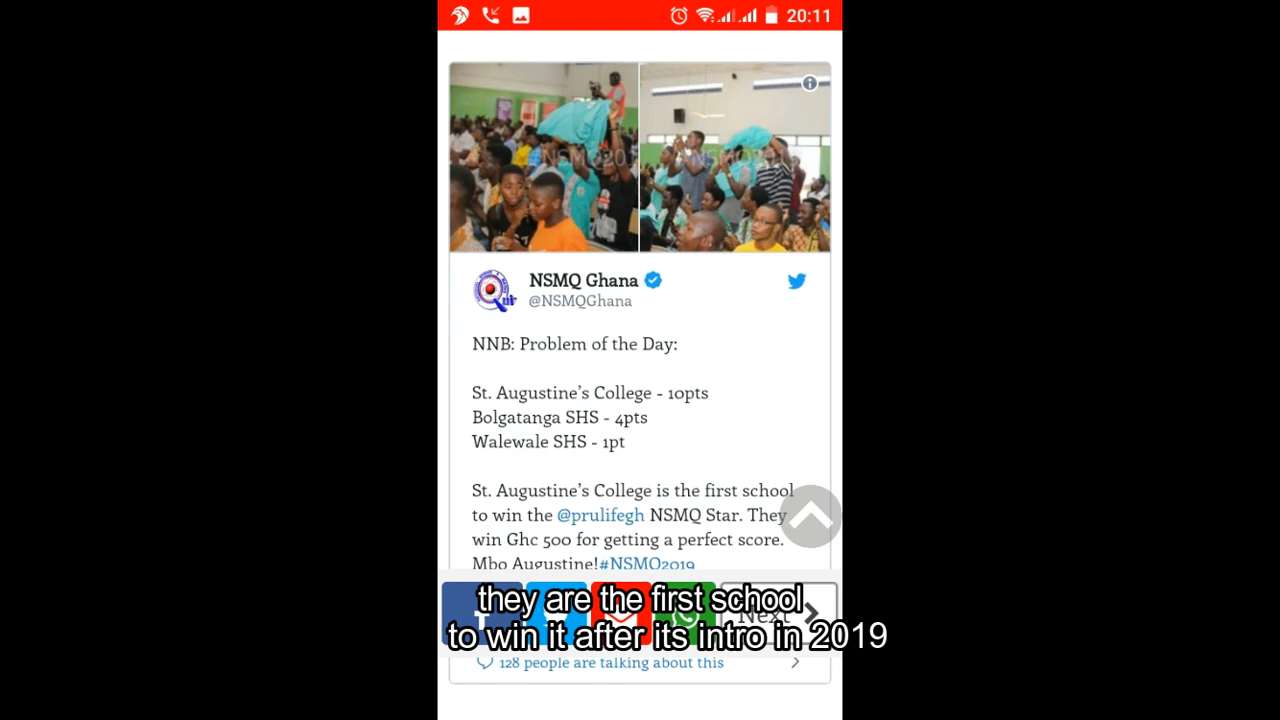 20:11
NSMQ201
NSMQ201
NSMQ Ghana
@NSMQGhana
NNB: Problem of the Day:
St. Augustine's College - 10pts
Bolgatanga SHS - 4pts
Walewale SHS - 1pt
St. Augustine's College is the first school
to win the @prulifegh NSMQ Star. They
win Ghc 500 for getting a perfect score.
Mbo Augustine!#NSMQ2019
Next
they are the first school
to win it after its intro in 2019
128 people are talking about this